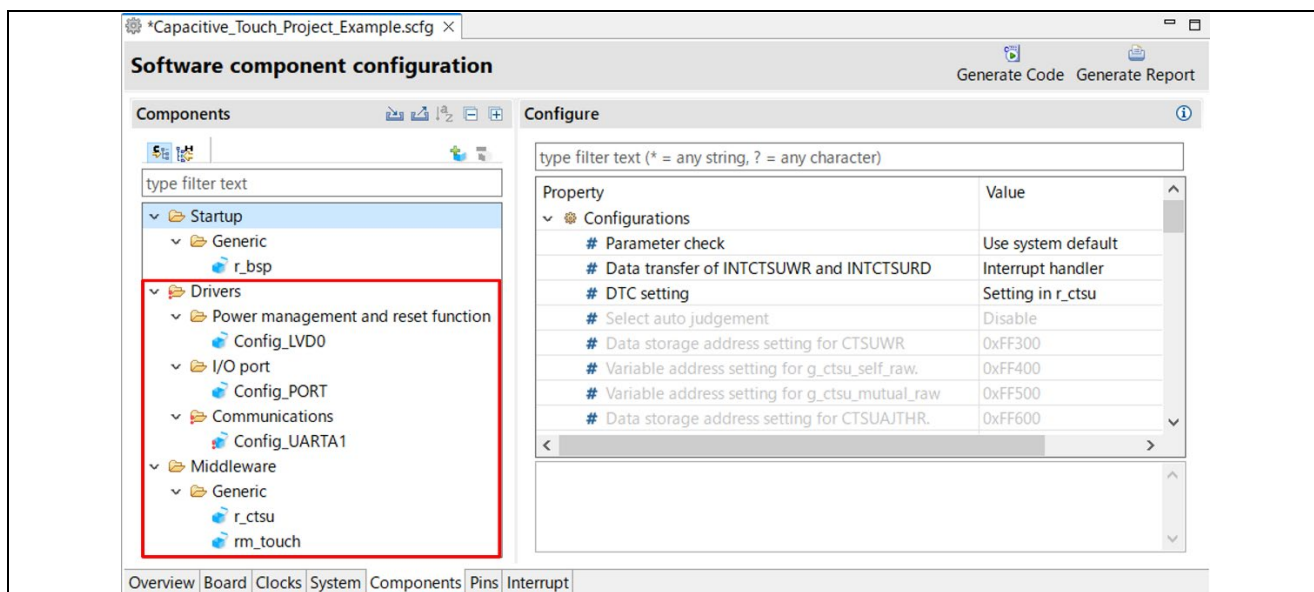 *Capacitive_Touch_Project_Example.scfg
Software component configuration
Generate Code Generate Report
Components
Configure
type filter text
Startup
Generic
r_bsp
Drivers
Power management and reset function
Config_LVD0
I/O port
Config_PORT
Communications
Config_UARTA1
Middleware
Generic
r_ctsu
rm_touch
type filter text (* = any string, ? = any character)
Property Value
Configurations
# Parameter check Use system default
# Data transfer of INTCTSUWR and INTCTSURD Interrupt handler
# DTC setting Setting in r_ctsu
# Select auto judgement Disable
# Data storage address setting for CTSUWR 0xFF300
# Variable address setting for g_ctsu_self_raw. 0xFF400
# Variable address setting for g_ctsu_mutual_raw 0xFF500
# Data storage address setting for CTSUAJTHR. 0xFF600
Overview Board Clocks System Components Pins Interrupt